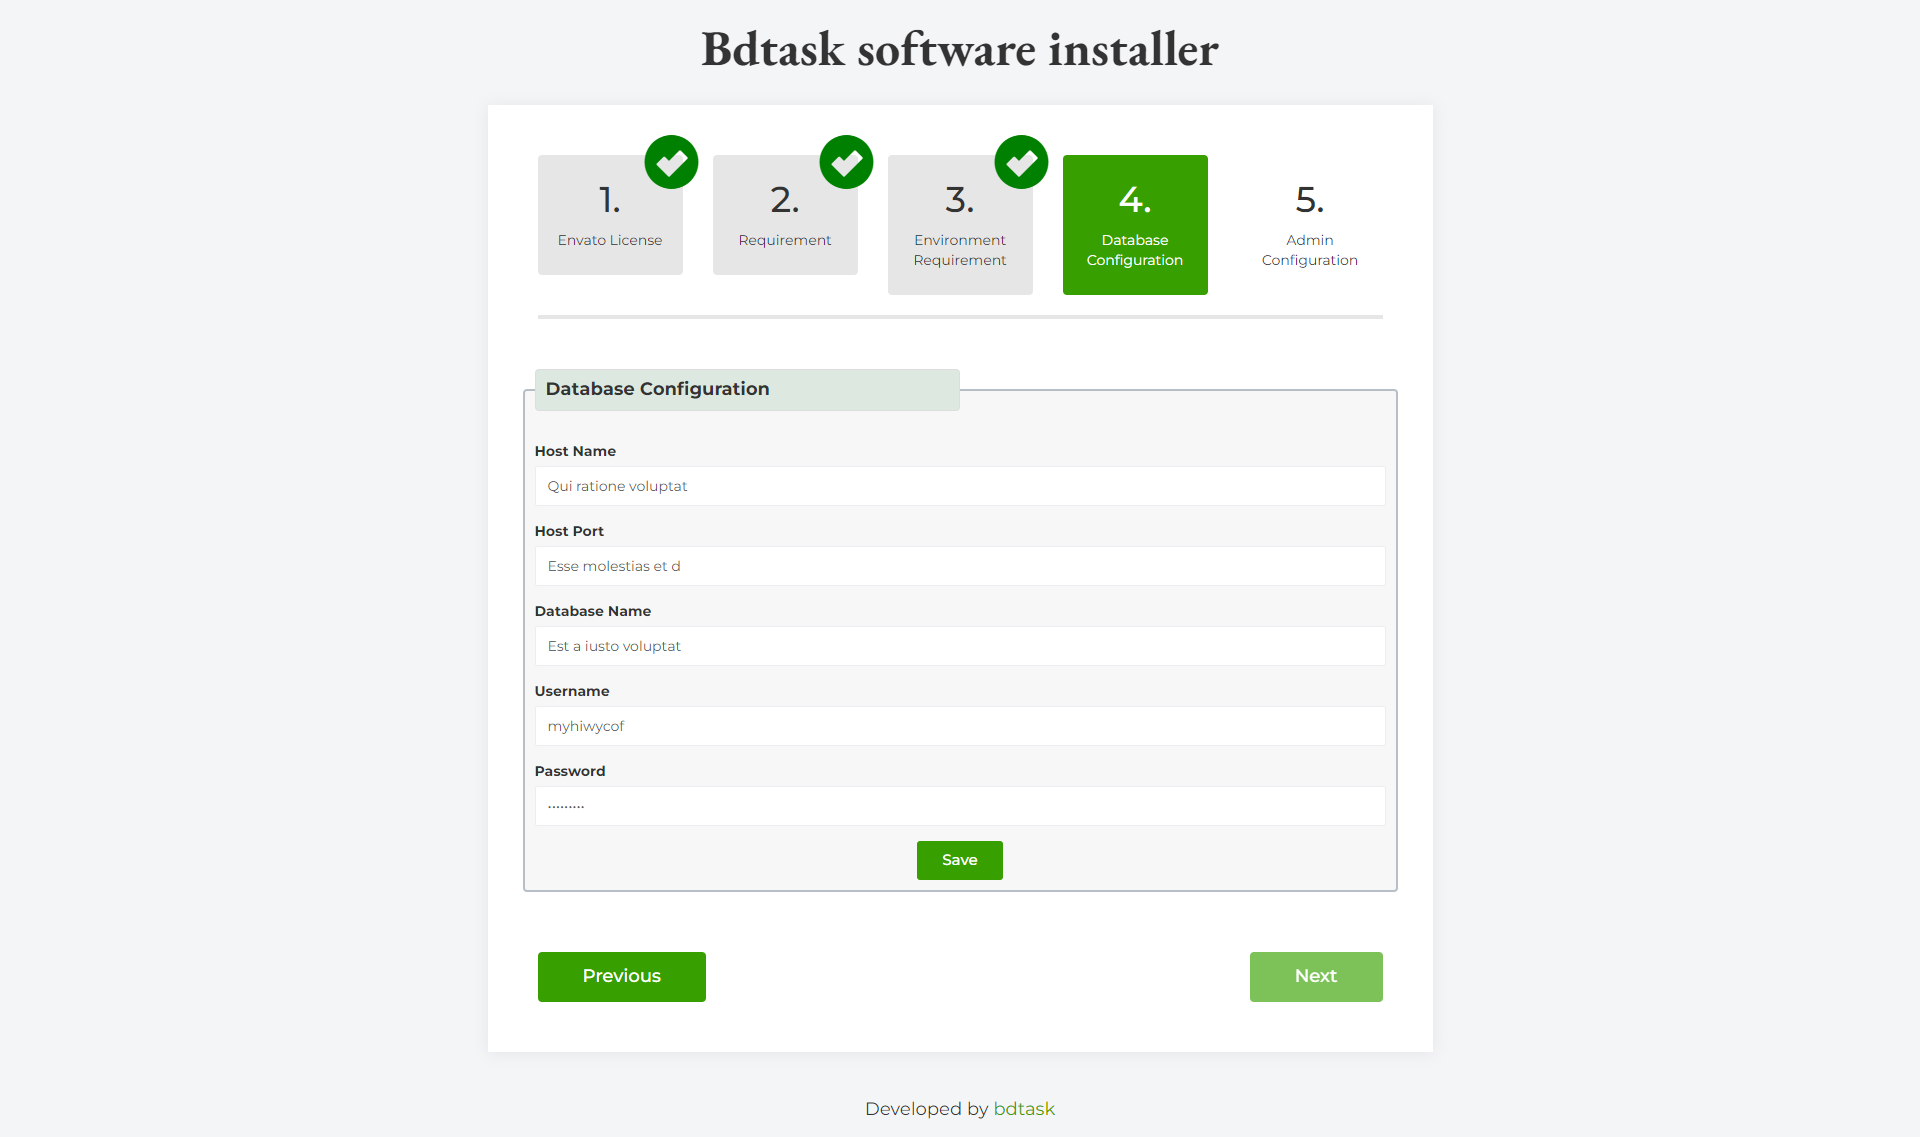 Bdtask software installer
1.
Envato License
2.
Requirement
3.
Environment
Requirement
4.
Database
Configuration
5.
Admin
Configuration
Database Configuration
Host Name
Qui ratione voluptat
Host Port
Esse molestias et d
Database Name
Est a iusto voluptat
Username
myhiwycof
Password
·········
Save
Previous
Next
Developed by bdtask